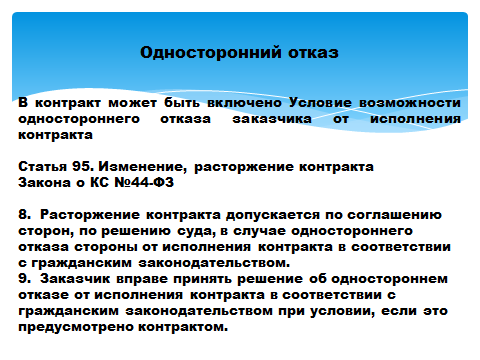 Односторонний отказ
В контракт может быть включено Условие возможности
одностороннего отказа заказчика от исполнения
контракта
Статья 95. Изменение, расторжение контракта
Закона о КС №44-ФЗ
8. Расторжение контракта допускается по соглашению
сторон, по решению суда, в случае одностороннего
отказа стороны от исполнения контракта в соответствии
с гражданским законодательством.
9. Заказчик вправе принять решение об одностороннем
отказе от исполнения контракта в соответствии с
гражданским законодательством при условии, если это
предусмотрено контрактом.